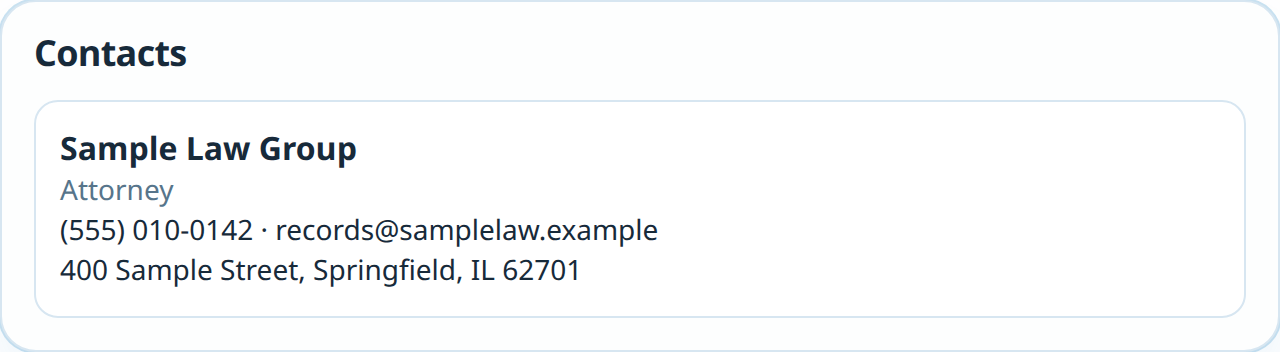 Contacts
Sample Law Group
Attorney
(555) 010-0142 · records@samplelaw.example
400 Sample Street, Springfield, IL 62701